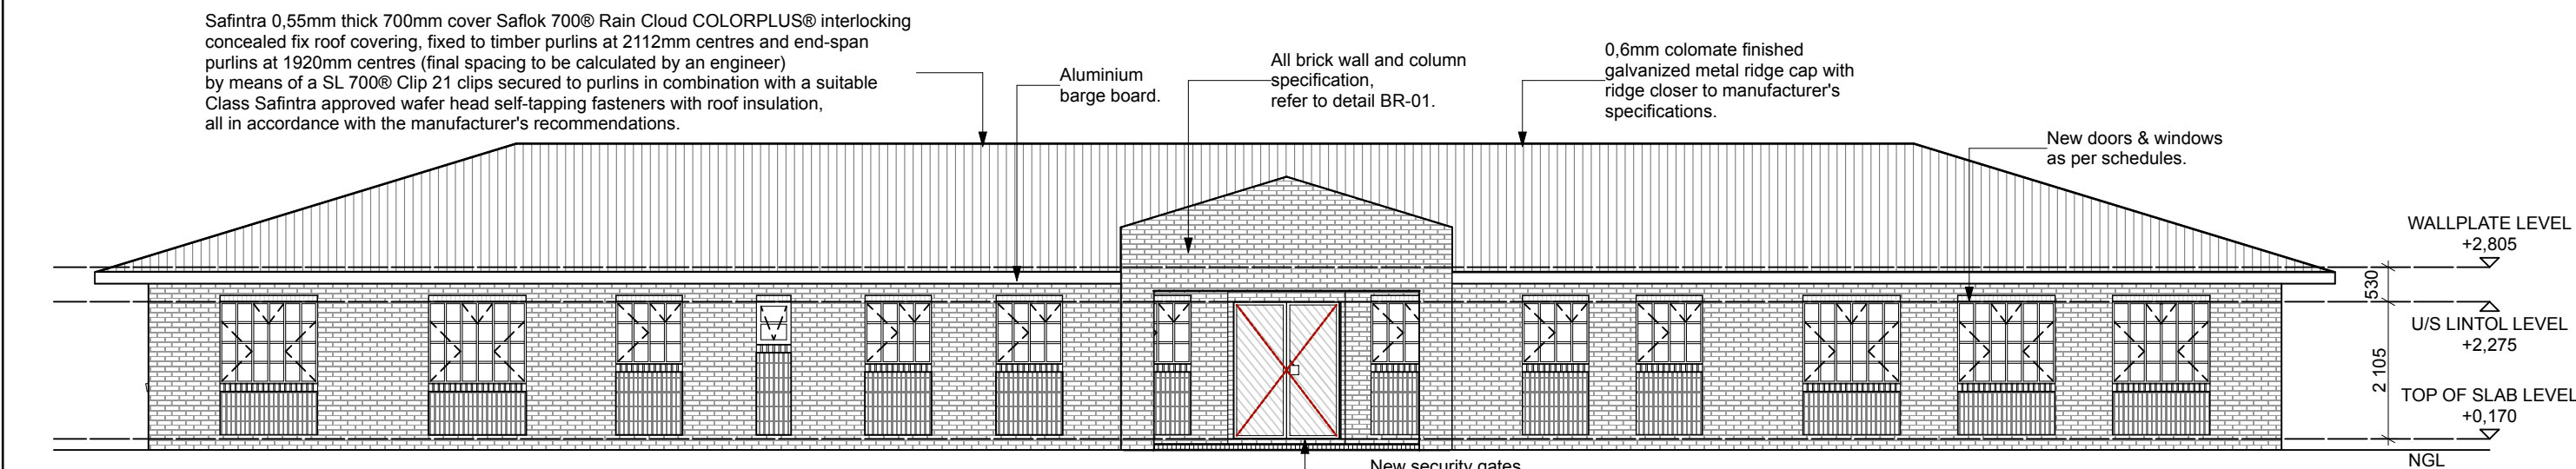 Safintra 0,55mm thick 700mm cover Saflok 700® Rain Cloud COLORPLUS® interlocking
concealed fix roof covering, fixed to timber purlins at 2112mm centres and end-span
purlins at 1920mm centres (final spacing to be calculated by an engineer)
by means of a SL 700® Clip 21 clips secured to purlins in combination with a suitable
Class Safintra approved wafer head self-tapping fasteners with roof insulation,
all in accordance with the manufacturer's recommendations.
Aluminium
barge board.
All brick wall and column
specification,
refer to detail BR-01.
0,6mm colomate finished
galvanized metal ridge cap with
ridge closer to manufacturer's
specifications.
New doors & windows
as per schedules.
WALLPLATE LEVEL
+2,805
530
U/S LINTOL LEVEL
+2,275
2 105
TOP OF SLAB LEVEL
+0,170
NGL
New security gates